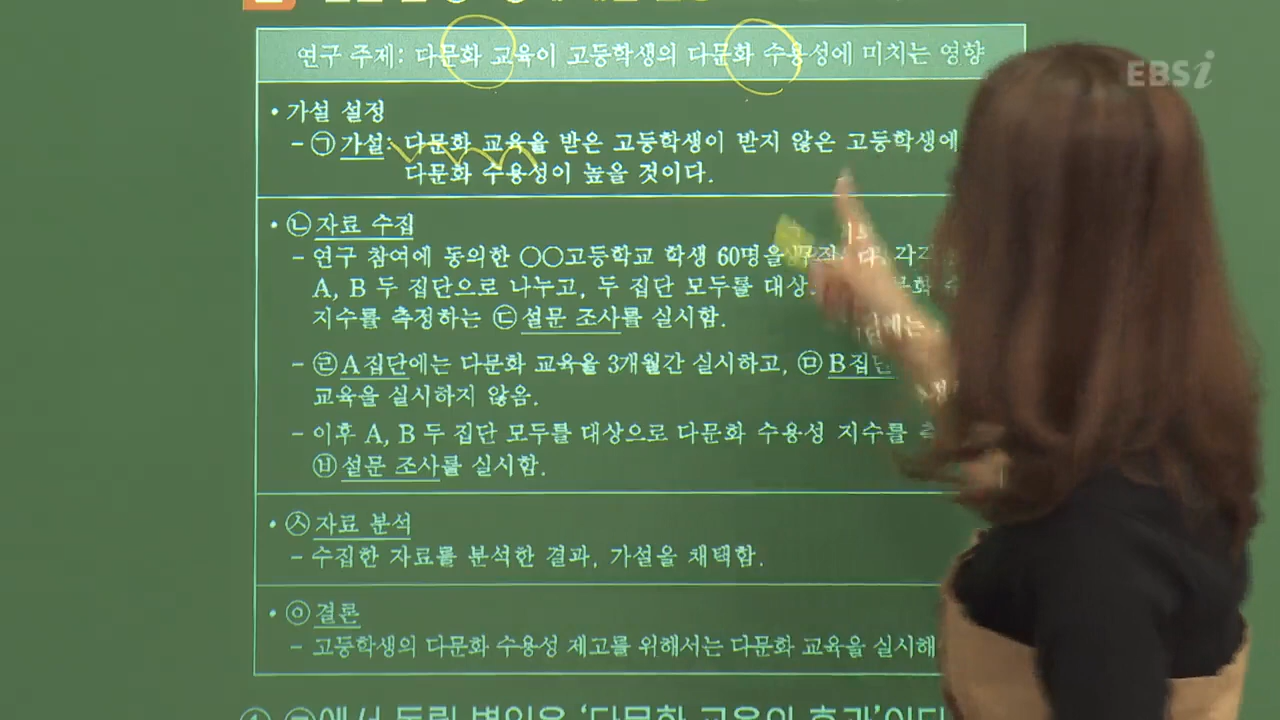 EBSi
연구 주제: 다문화 교육이 고등학생의 다문화 수용성에 미치는 영향
• 가설 설정
– ㉠ 가설: 다문화 교육을 받은 고등학생이 받지 않은 고등학생에
다문화 수용성이 높을 것이다.
• ㉡ 자료 수집
– 연구 참여에 동의한 ○○고등학교 학생 60명을
A, B 두 집단으로 나누고, 두 집단 모두를
지수를 측정하는 ㉢ 설문 조사를 실시함.
– ㉣ A집단에는 다문화 교육을 3개월간 실시하고, ㉤
교육을 실시하지 않음.
– 이후 A, B 두 집단 모두를 대상으로 다문화 수용성 지수를
㉥ 설문 조사를 실시함.
• ㉦ 자료 분석
– 수집한 자료를 분석한 결과, 가설을 채택함.
• ㉧ 결론
– 고등학생의 다문화 수용성 제고를 위해서는 다문화 교육을 실시해